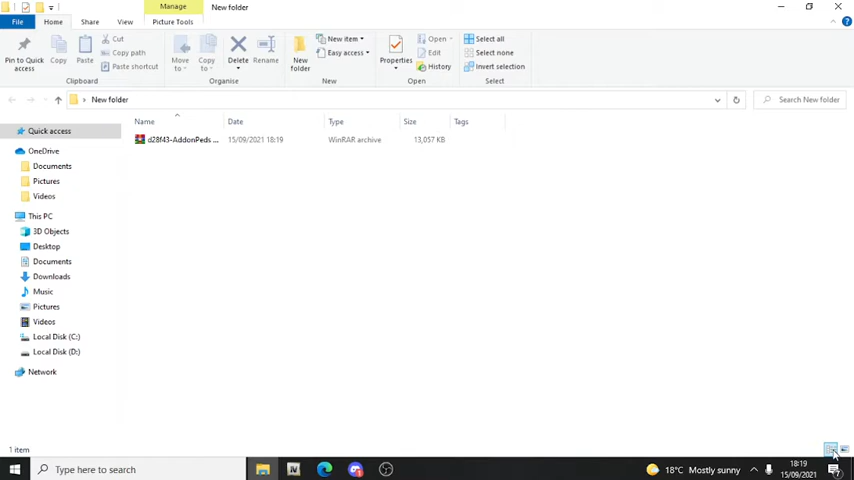 Manage
New folder
File
Home
Share
View
Picture Tools
Pin to Quick access
Copy
Paste
Cut
Copy path
Paste shortcut
Clipboard
Move to
Copy to
Delete
Rename
Organise
New folder
New item
Easy access
New
Properties
Open
Edit
History
Open
Select all
Select none
Invert selection
Select
New folder
Search New folder
Name
Date
Type
Size
Tags
d28f43-AddonPeds ...
15/09/2021 18:19
WinRAR archive
13,057 KB
Quick access
OneDrive
Documents
Pictures
Videos
This PC
3D Objects
Desktop
Documents
Downloads
Music
Pictures
Videos
Local Disk (C:)
Local Disk (D:)
Network
1 item
Type here to search
IV
18°C Mostly sunny
18:19
15/09/2021
7